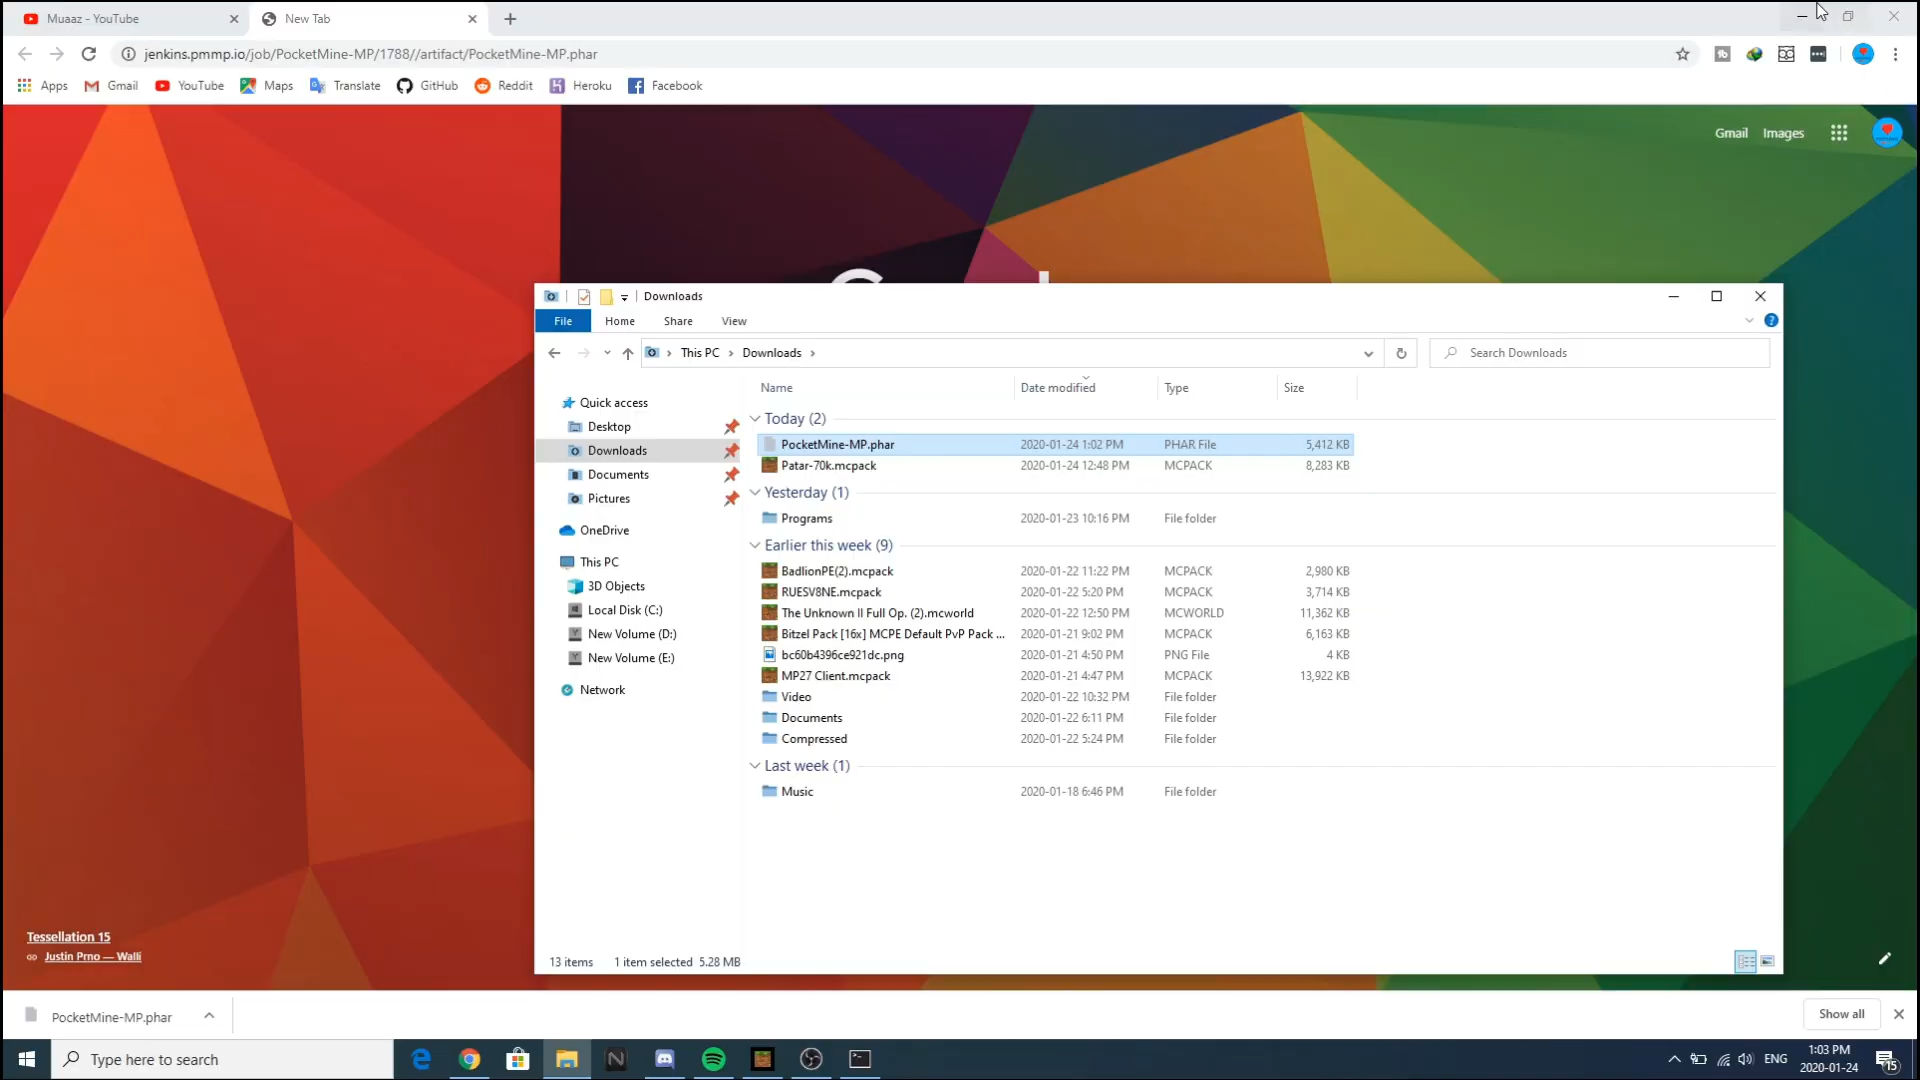 Muaaz - YouTube
New Tab
jenkins.pmmp.io/job/PocketMine-MP/1788//artifact/PocketMine-MP.phar
Apps Gmail YouTube Maps Translate GitHub Reddit Heroku Facebook
Gmail Images
Downloads
File Home Share View
This PC Downloads
Search Downloads
Name Date modified Type Size
Quick access
Desktop
Downloads
Documents
Pictures
OneDrive
This PC
3D Objects
Local Disk (C:)
New Volume (D:)
New Volume (E:)
Network
Today (2)
PocketMine-MP.phar 2020-01-24 1:02 PM PHAR File 5,412 KB
Patar-70k.mcpack 2020-01-24 12:48 PM MCPACK 8,283 KB
Yesterday (1)
Programs 2020-01-23 10:16 PM File folder
Earlier this week (9)
BadlionPE(2).mcpack 2020-01-22 11:22 PM MCPACK 2,980 KB
RUESV8NE.mcpack 2020-01-22 5:20 PM MCPACK 3,714 KB
The Unknown II Full Op. (2).mcworld 2020-01-22 12:50 PM MCWORLD 11,362 KB
Bitzel Pack [16x] MCPE Default PvP Pack ... 2020-01-21 9:02 PM MCPACK 6,163 KB
bc60b4396ce921dc.png 2020-01-21 4:50 PM PNG File 4 KB
MP27 Client.mcpack 2020-01-21 4:47 PM MCPACK 13,922 KB
Video 2020-01-22 10:32 PM File folder
Documents 2020-01-22 6:11 PM File folder
Compressed 2020-01-22 5:24 PM File folder
Last week (1)
Music 2020-01-18 6:46 PM File folder
13 items 1 item selected 5.28 MB
Tessellation 15
Justin Prno — Walli
PocketMine-MP.phar
Show all
Type here to search
ENG
1:03 PM
2020-01-24
15